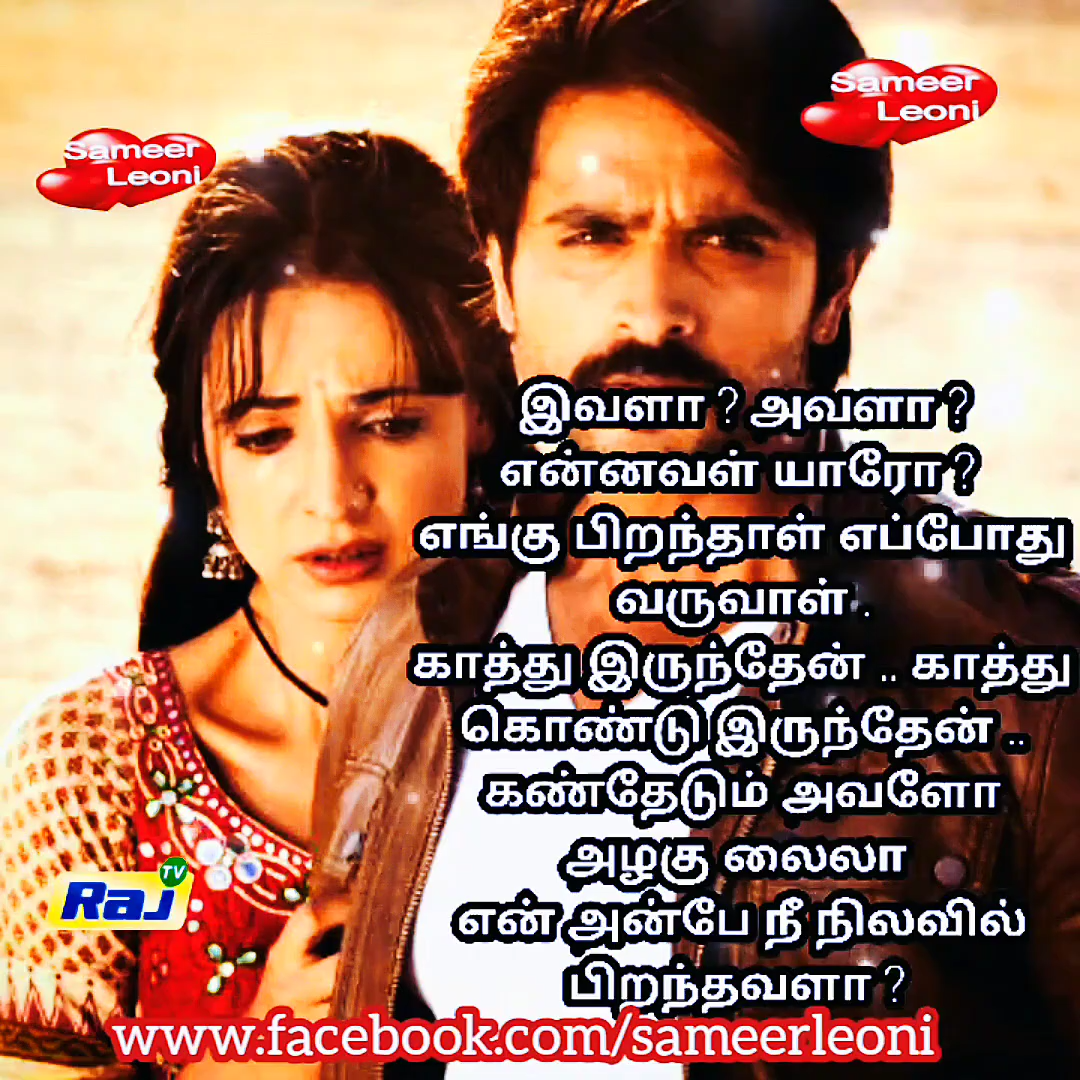 Sameer
Leoni
Sameer
Leoni
இவளா ? அவளா ?
என்னவள் யாரோ ?
எங்கு பிறந்தாள் எப்போது
வருவாள் .
காத்து இருந்தேன் .. காத்து
கொண்டு இருந்தேன் ..
கண்தேடும் அவளோ
அழகு லைலா
என் அன்பே நீ நிலவில்
பிறந்தவளா ?
Raj TV
www.facebook.com/sameerleoni